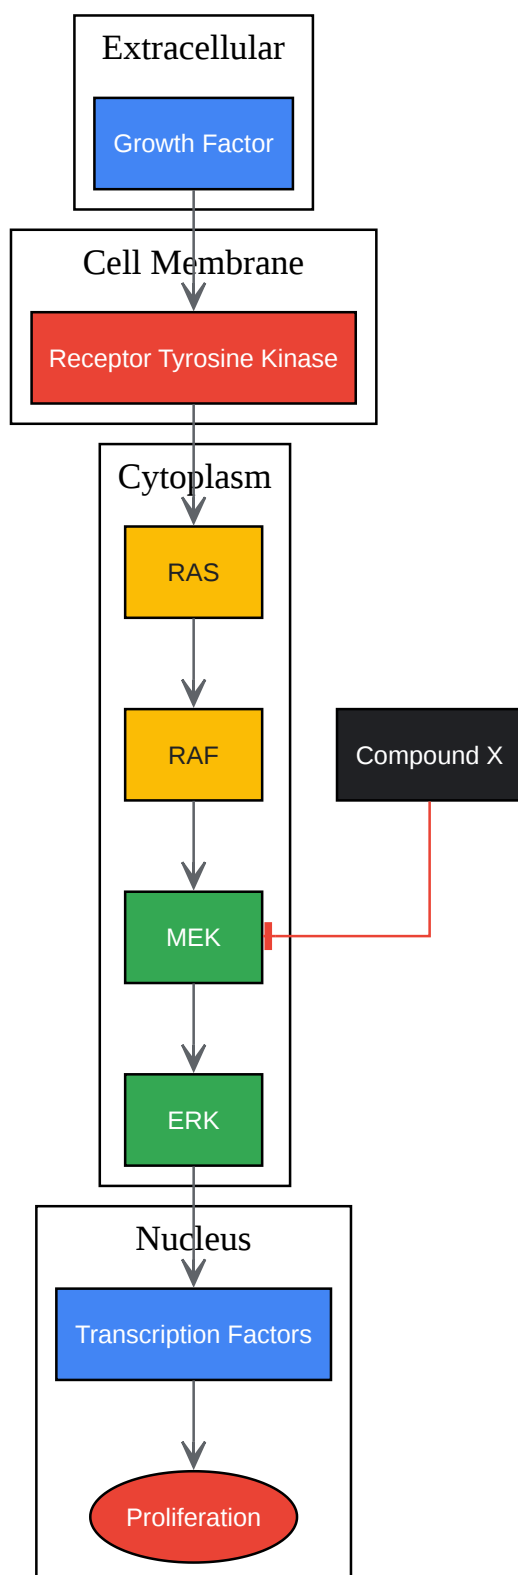 Extracellular
Growth Factor
Cell Membrane
Receptor Tyrosine Kinase
Cytoplasm
RAS
RAF
Compound X
MEK
ERK
Nucleus
Transcription Factors
Proliferation